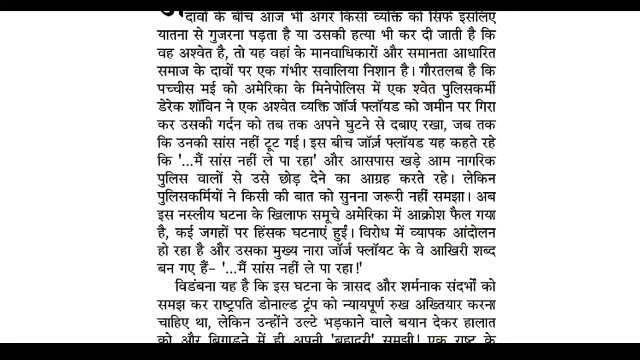 दावों के बीच आज भी अगर किसी व्यक्ति को सिर्फ इसलिए
यातना से गुजरना पड़ता है या उसकी हत्या भी कर दी जाती है कि
वह अश्वेत है, तो यह वहां के मानवाधिकारों और समानता आधारित
समाज के दावों पर एक गंभीर सवालिया निशान है। गौरतलब है कि
पच्चीस मई को अमेरिका के मिनेपोलिस में एक श्वेत पुलिसकर्मी
डेरेक शॉविन ने एक अश्वेत व्यक्ति जॉर्ज फ्लॉयड को जमीन पर गिरा
कर उसकी गर्दन को तब तक अपने घुटने से दबाए रखा, जब तक
कि उनकी सांस नहीं टूट गई। इस बीच जॉर्ज फ्लॉयड यह कहते रहे
कि '...मैं सांस नहीं ले पा रहा' और आसपास खड़े आम नागरिक
पुलिस वालों से उसे छोड़ देने का आग्रह करते रहे। लेकिन
पुलिसकर्मियों ने किसी की बात को सुनना जरूरी नहीं समझा। अब
इस नस्लीय घटना के खिलाफ समूचे अमेरिका में आक्रोश फैल गया
है, कई जगहों पर हिंसक घटनाएं हुईं। विरोध में व्यापक आंदोलन
हो रहा है और उसका मुख्य नारा जॉर्ज फ्लॉयट के वे आखिरी शब्द
बन गए हैं- '...मैं सांस नहीं ले पा रहा!'
विडंबना यह है कि इस घटना के त्रासद और शर्मनाक संदर्भों को
समझ कर राष्ट्रपति डोनाल्ड ट्रंप को न्यायपूर्ण रुख अख्तियार करना
चाहिए था, लेकिन उन्होंने उल्टे भड़काने वाले बयान देकर हालात
को और बिगाड़ने में ही अपनी 'बहादुरी' समझी! एक राष्ट्र के